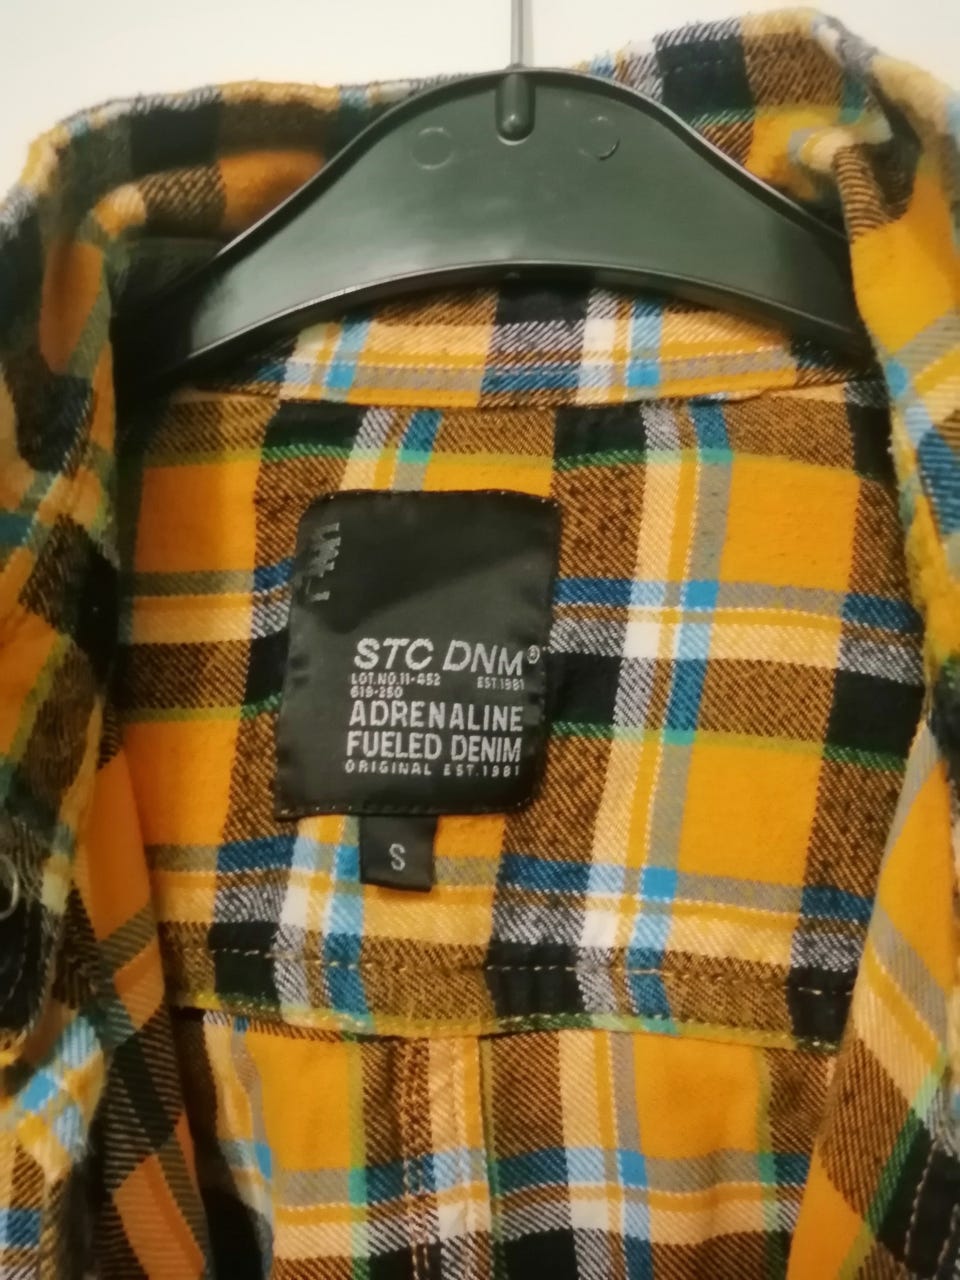 STC DNM®
LOT.NO.11-452 EST.1981
619-250
ADRENALINE
FUELED DENIM
ORIGINAL EST.1981
S